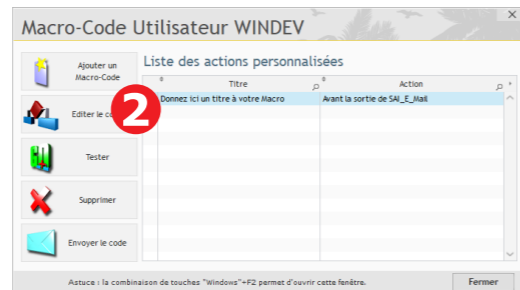 Macro-Code Utilisateur WINDEV
Ajouter un
Macro-Code
Liste des actions personnalisées
Titre
Action
Donnez ici un titre à votre Macro
Avant la sortie de SAI_E_Mail
Editer le co
2
Tester
Supprimer
Envoyer le code
Astuce : la combinaison de touches "Windows"+F2 permet d'ouvrir cette fenêtre.
Fermer